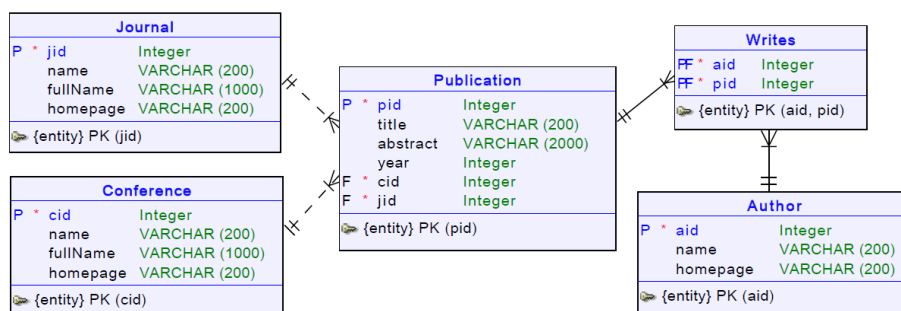 Journal
P * jid Integer
name VARCHAR (200)
fullName VARCHAR (1000)
homepage VARCHAR (200)
{entity} PK (jid)
Conference
P * cid Integer
name VARCHAR (200)
fullName VARCHAR (1000)
homepage VARCHAR (200)
{entity} PK (cid)
Publication
P * pid Integer
title VARCHAR (200)
abstract VARCHAR (2000)
year Integer
F * cid Integer
F * jid Integer
{entity} PK (pid)
Writes
PF * aid Integer
PF * pid Integer
{entity} PK (aid, pid)
Author
P * aid Integer
name VARCHAR (200)
homepage VARCHAR (200)
{entity} PK (aid)